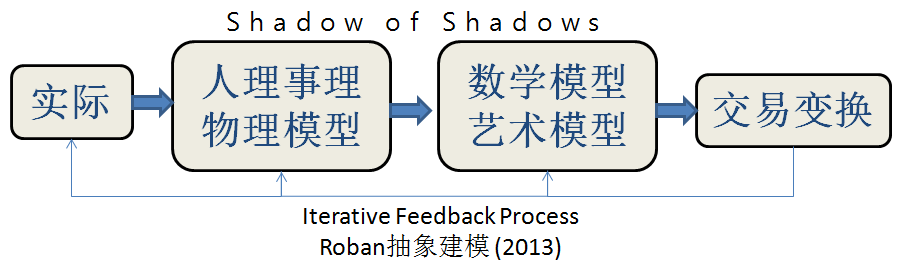 Shadow of Shadows
实际
人理事理
物理模型
数学模型
艺术模型
交易变换
Iterative Feedback Process
Roban抽象建模 (2013)